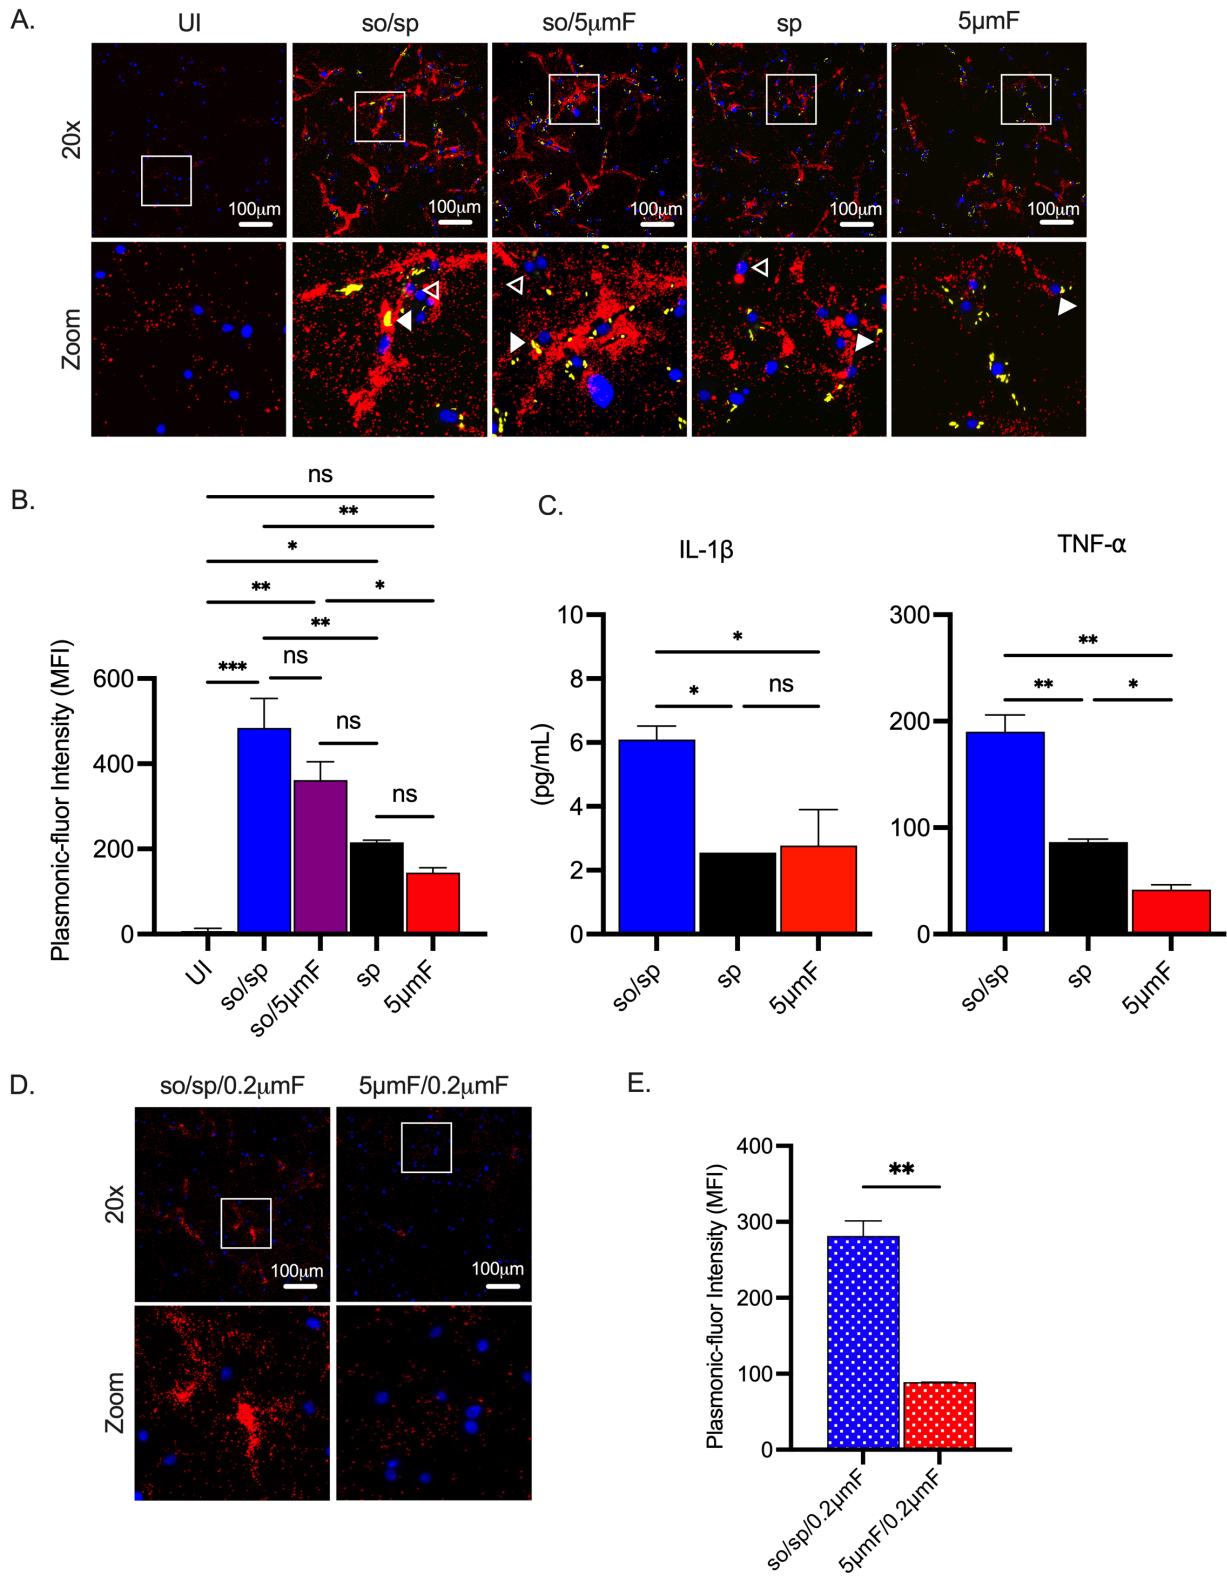 A.
UI so/sp so/5μmF sp 5μmF
20x
100μm 100μm 100μm 100μm 100μm
Zoom
B.
ns
**
*
** *
**
*** ns
ns
ns
Plasmonic-fluor Intensity (MFI)
600
400
200
0
UI so/sp so/5μmF sp 5μmF
C.
IL-1β
(pg/mL)
10
8
6
4
2
0
*
* ns
so/sp sp 5μmF
TNF-α
300
200
100
0
**
** *
so/sp sp 5μmF
D.
so/sp/0.2μmF 5μmF/0.2μmF
20x
100μm 100μm
Zoom
E.
Plasmonic-fluor Intensity (MFI)
400
300
200
100
0
**
so/sp/0.2μmF 5μmF/0.2μmF